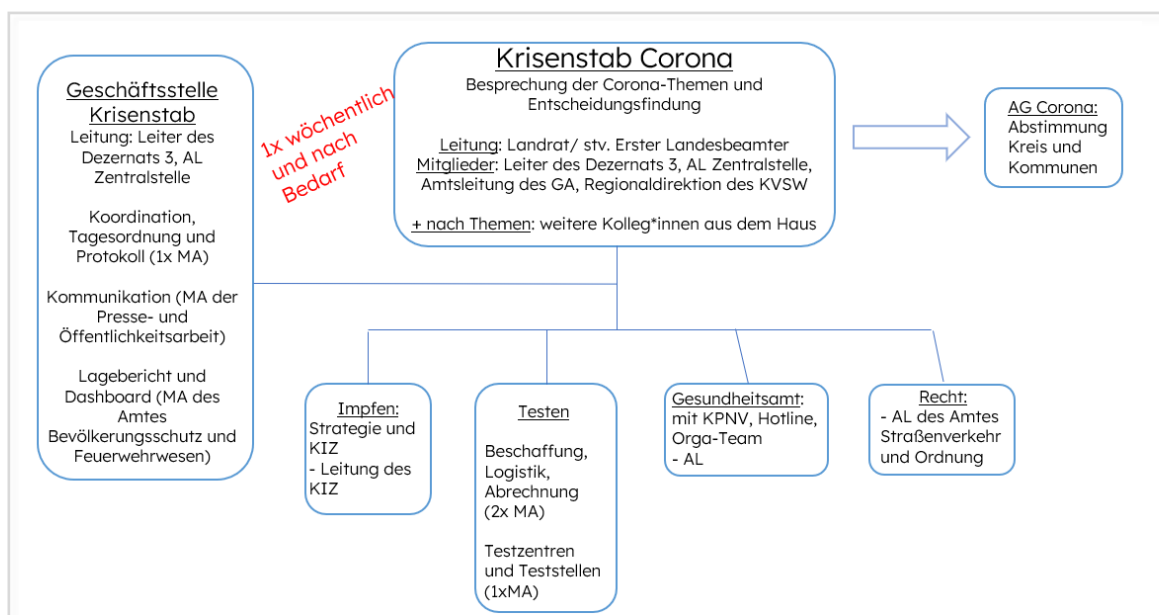 Geschäftsstelle
Krisenstab
Leitung: Leiter des
Dezernats 3, AL
Zentralstelle
Koordination,
Tagesordnung und
Protokoll (1x MA)
Kommunikation (MA der
Presse- und
Öffentlichkeitsarbeit)
Lagebericht und
Dashboard (MA des
Amtes
Bevölkerungsschutz und
Feuerwehrwesen)
1x wöchentlich
und nach
Bedarf
Krisenstab Corona
Besprechung der Corona-Themen und
Entscheidungsfindung
Leitung: Landrat/ stv. Erster Landesbeamter
Mitglieder: Leiter des Dezernats 3, AL Zentralstelle,
Amtsleitung des GA, Regionaldirektion des KVSW
+ nach Themen: weitere Kolleg*innen aus dem Haus
AG Corona:
Abstimmung
Kreis und
Kommunen
Impfen:
Strategie und
KIZ
- Leitung des
KIZ
Testen
Beschaffung,
Logistik,
Abrechnung
(2x MA)
Testzentren
und Teststellen
(1xMA)
Gesundheitsamt:
mit KPNV, Hotline,
Orga-Team
- AL
Recht:
- AL des Amtes
Straßenverkehr
und Ordnung